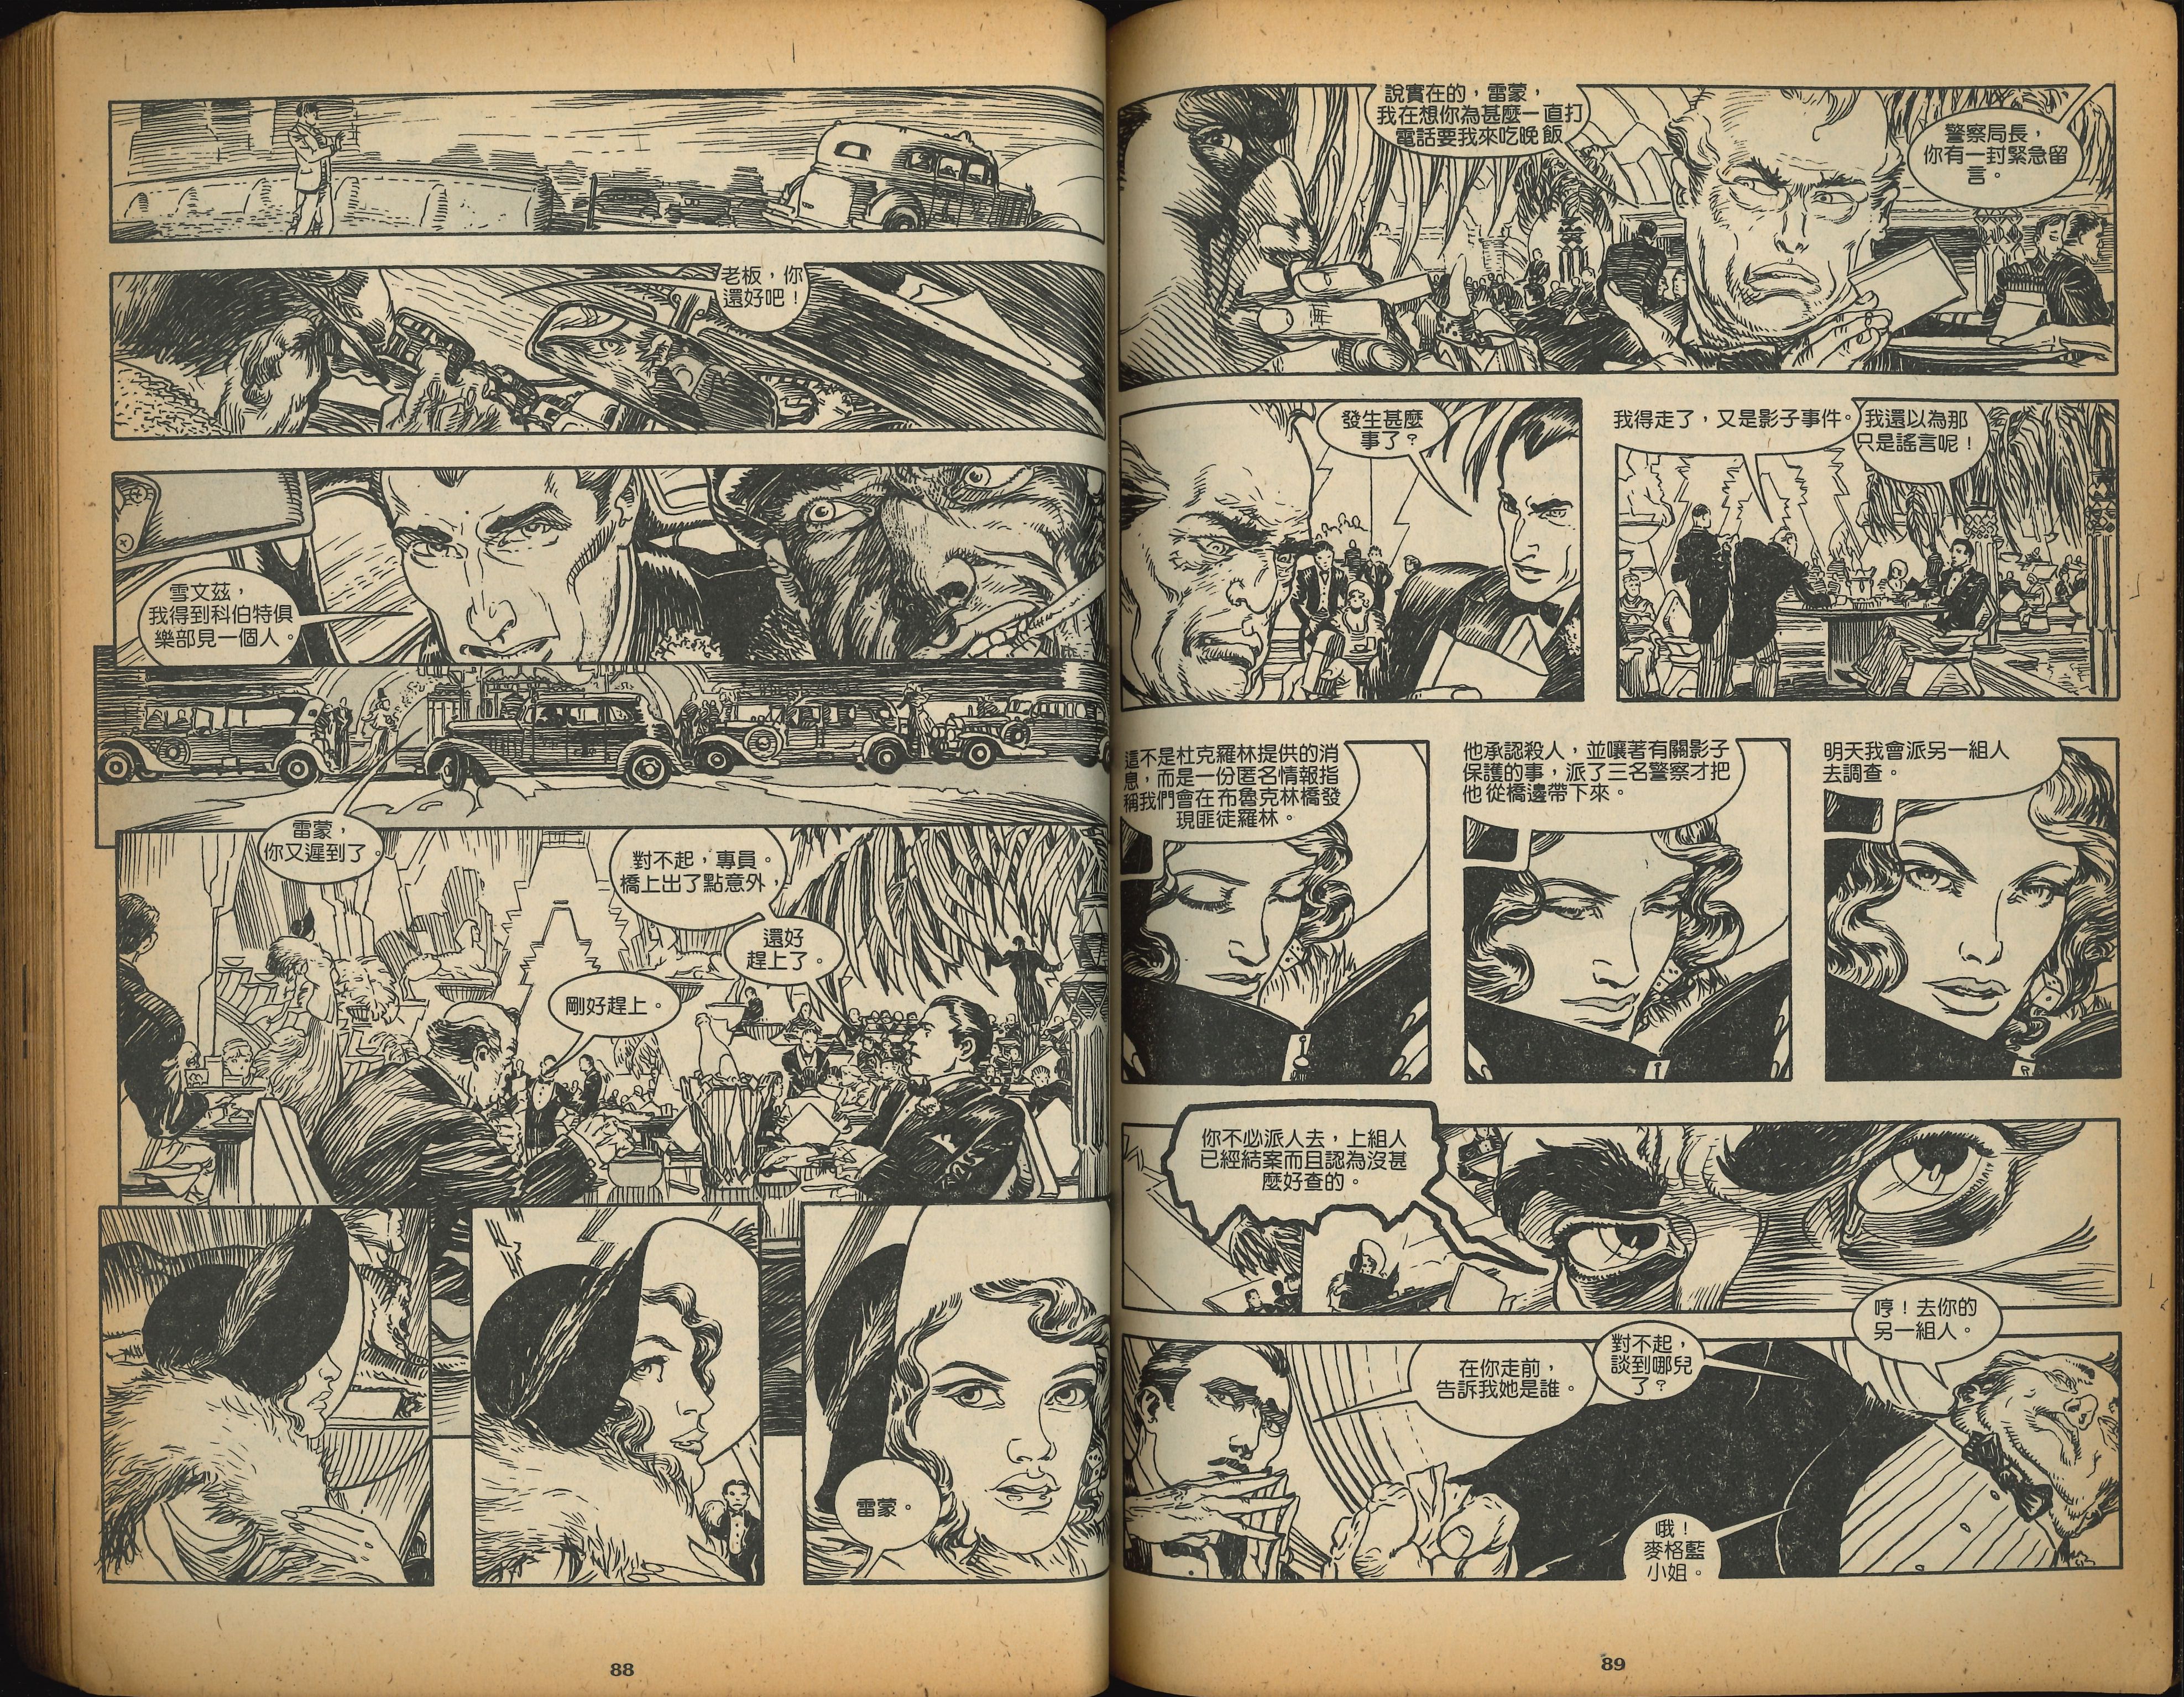 老板，你
還好吧！
雪文茲，
我得到科伯特俱
樂部見一個人。
雷蒙，
你又遲到了。
對不起，專員。
橋上出了點意外，
還好
趕上了。
剛好趕上。
雷蒙。
88
說實在的，雷蒙，
我在想你為甚麼一直打
電話要我來吃晚飯
警察局長，
你有一封緊急留
言。
發生甚麼
事了？
我得走了，又是影子事件。
我還以為那
只是謠言呢！
這不是杜克羅林提供的消
息，而是一份匿名情報指
稱我們會在布魯克林橋發
現匪徒羅林。
他承認殺人，並嚷著有關影子
保護的事，派了三名警察才把
他從橋邊帶下來。
明天我會派另一組人
去調查。
你不必派人去，上組人
已經結案而且認為沒甚
麼好查的。
哼！去你的
另一組人。
對不起，
談到哪兒
了？
在你走前，
告訴我她是誰。
哦！
麥格藍
小姐。
89